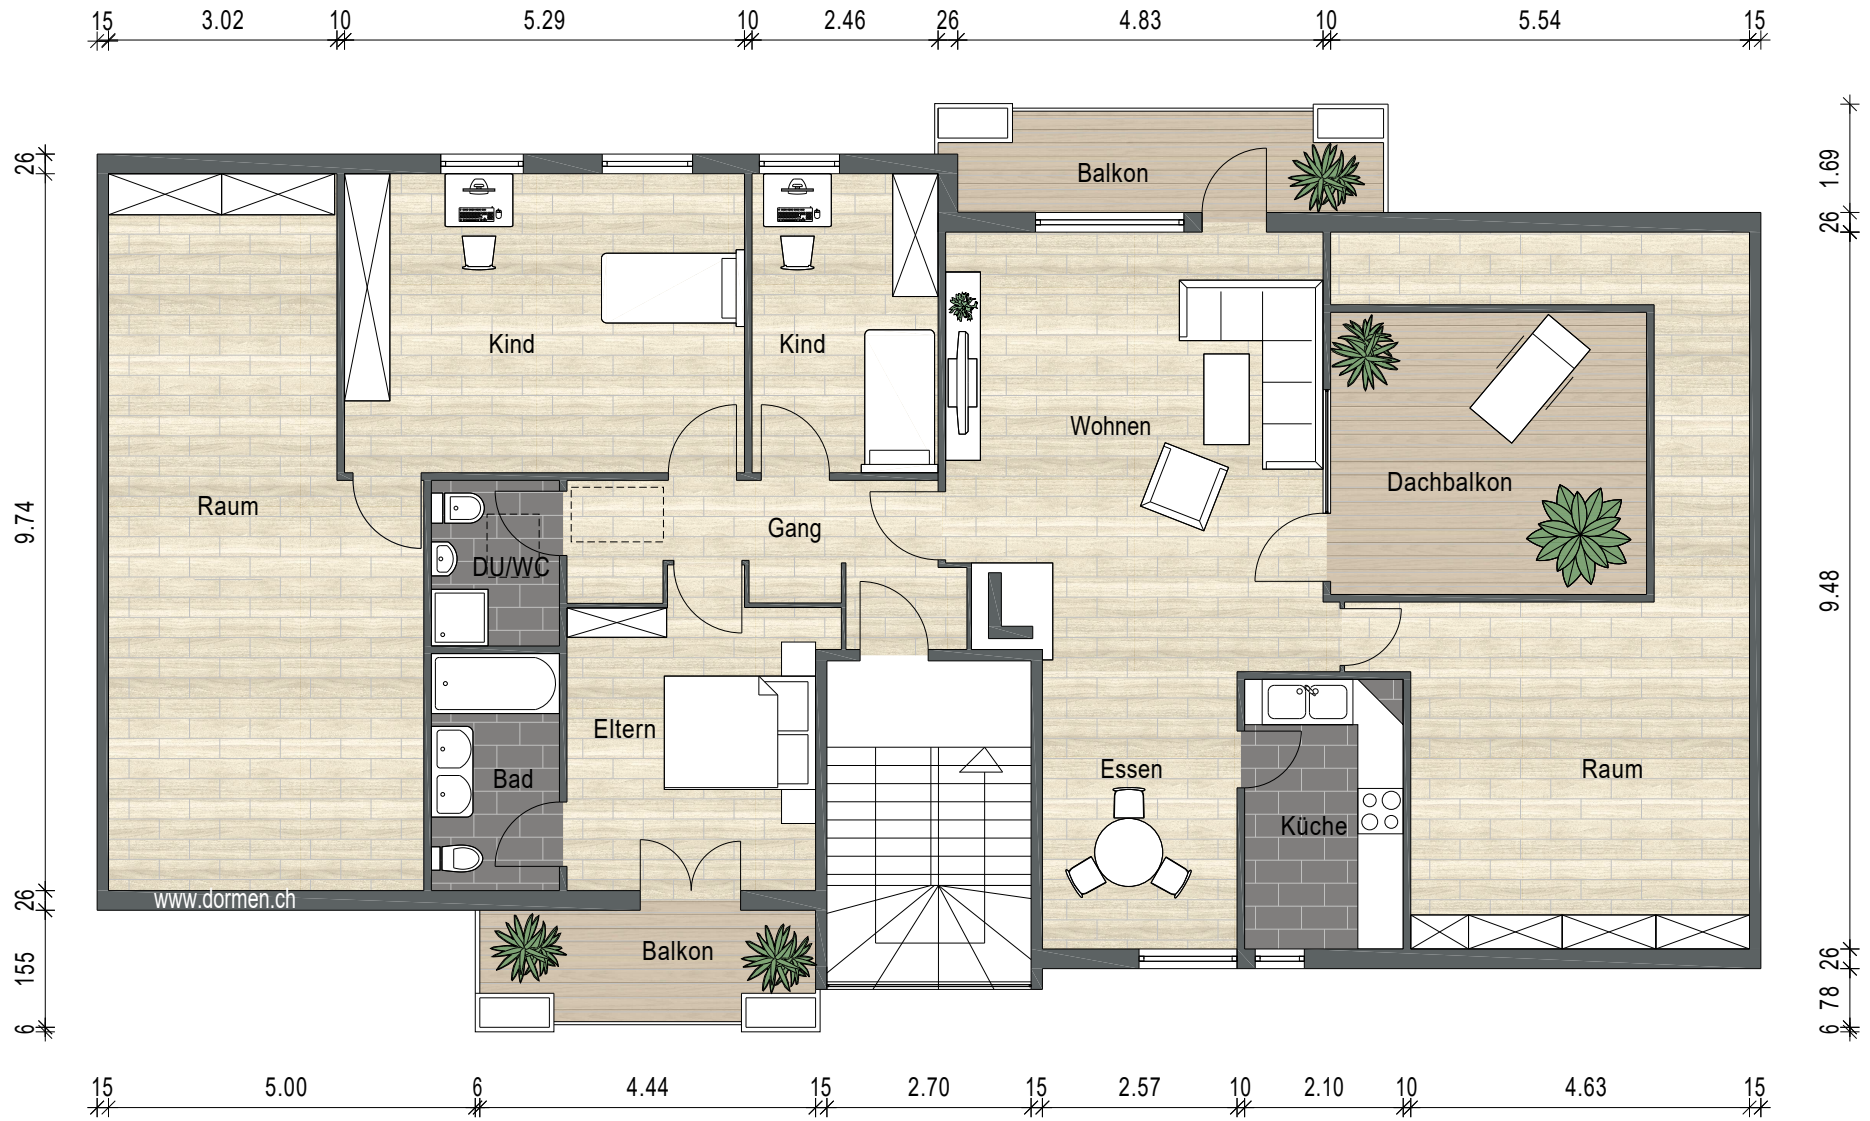 15 3.02 10 5.29 10 2.46 26 4.83 10 5.54 15
26
9.74
26
155
6
1.69
26
9.48
26
78
6
Balkon
Kind
Kind
Wohnen
Dachbalkon
Raum
Gang
DU/WC
Eltern
Bad
Essen
Raum
Küche
www.dormen.ch
Balkon
15 5.00 6 4.44 15 2.70 15 2.57 10 2.10 10 4.63 15